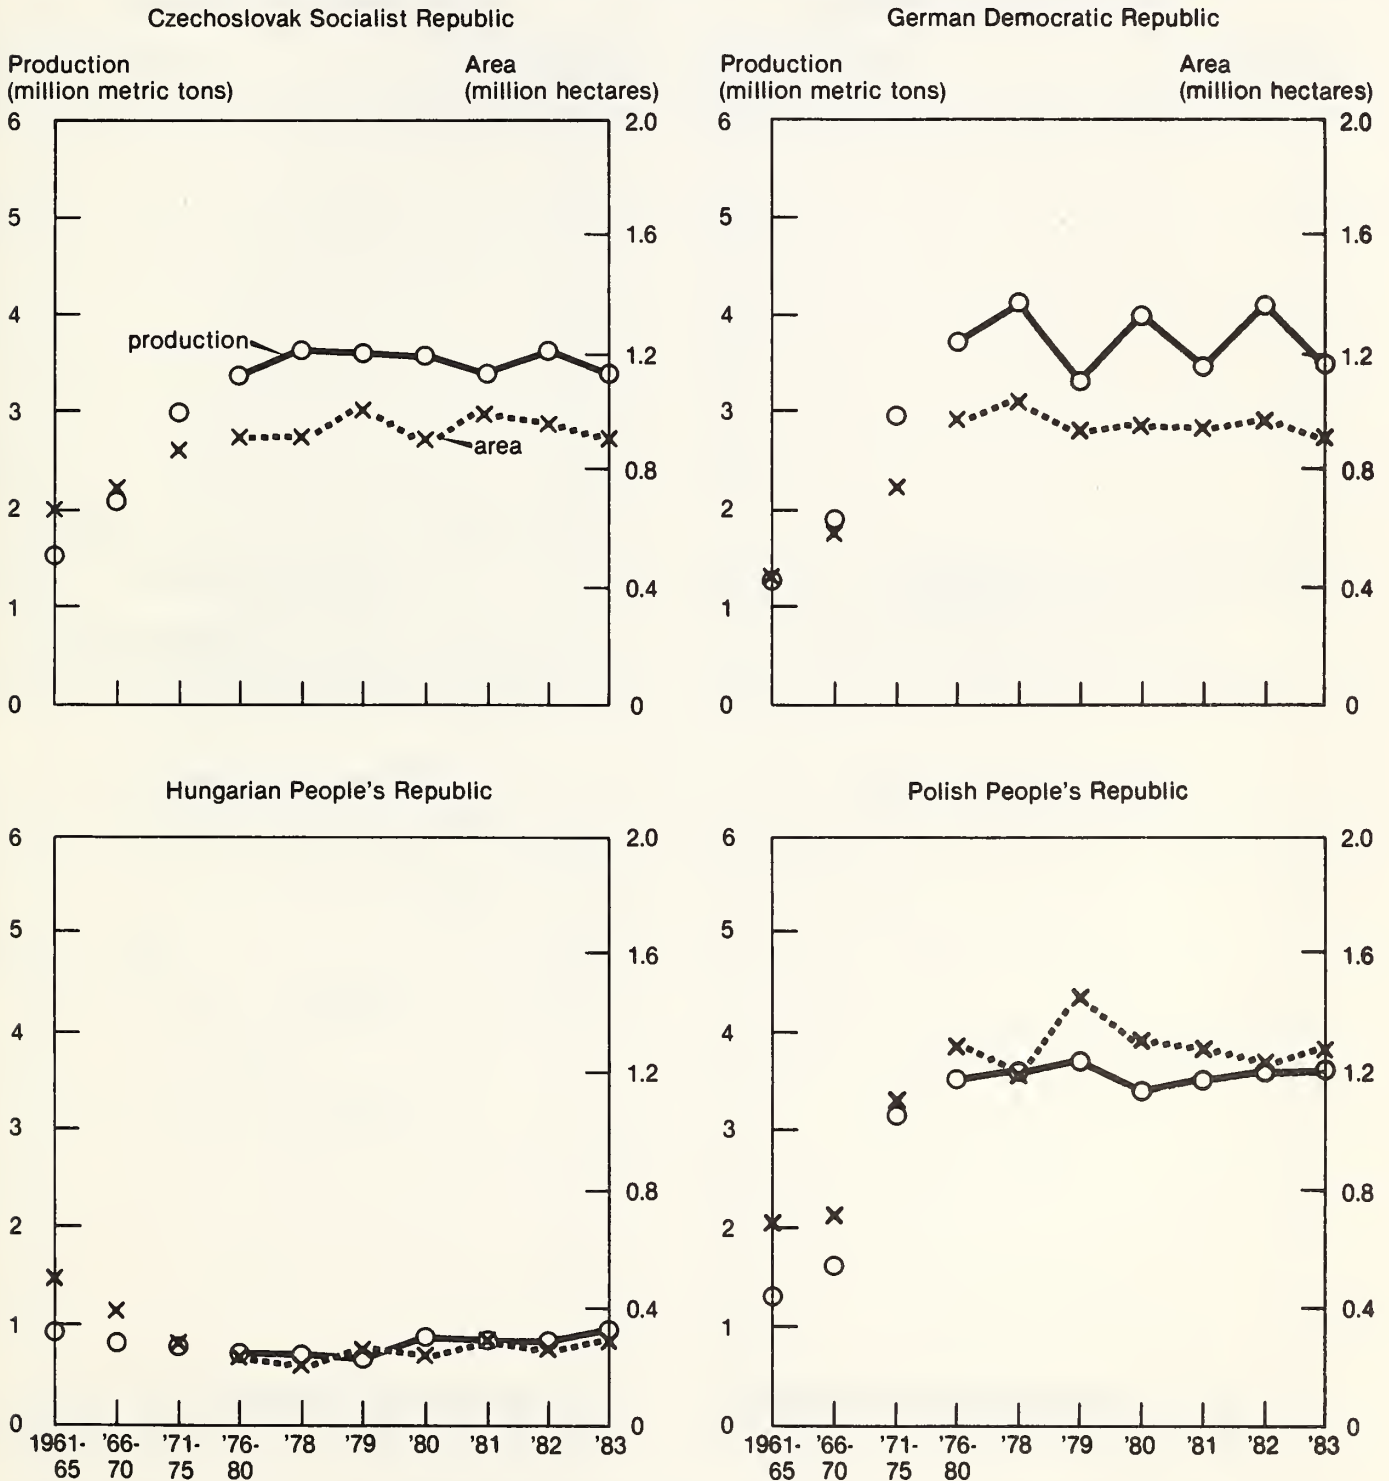 Czechoslovak Socialist Republic
Production
(million metric tons)
Area
(million hectares)
6
5
4
3
2
1
0
2.0
1.6
1.2
0.8
0.4
0
production
area
German Democratic Republic
Production
(million metric tons)
Area
(million hectares)
6
5
4
3
2
1
0
2.0
1.6
1.2
0.8
0.4
0
Hungarian People's Republic
6
5
4
3
2
1
0
2.0
1.6
1.2
0.8
0.4
0
1961- '66- '71- '76- '78 '79 '80 '81 '82 '83
65 70 75 80
Polish People's Republic
6
5
4
3
2
1
0
2.0
1.6
1.2
0.8
0.4
0
1961- '66- '71- '76- '78 '79 '80 '81 '82 '83
65 70 75 80